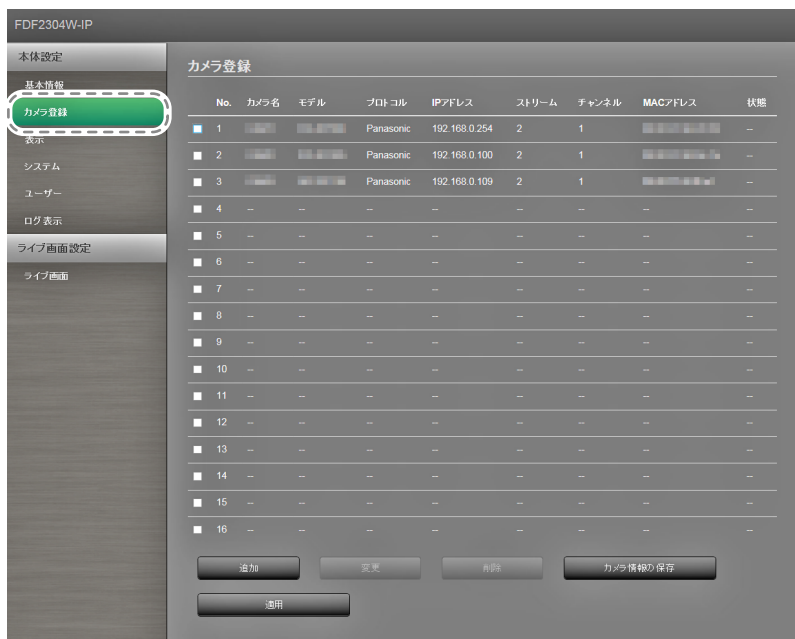 FDF2304W-IP
本体設定
基本情報
カメラ登録
表示
システム
ユーザー
ログ表示
ライブ画面設定
ライブ画面
カメラ登録
No. カメラ名 モデル プロトコル IPアドレス ストリーム チャンネル MACアドレス 状態
1 Panasonic 192.168.0.254 2 1 --
2 Panasonic 192.168.0.100 2 1 --
3 Panasonic 192.168.0.109 2 1 --
4 -- -- -- -- -- -- -- --
5 -- -- -- -- -- -- -- --
6 -- -- -- -- -- -- -- --
7 -- -- -- -- -- -- -- --
8 -- -- -- -- -- -- -- --
9 -- -- -- -- -- -- -- --
10 -- -- -- -- -- -- -- --
11 -- -- -- -- -- -- -- --
12 -- -- -- -- -- -- -- --
13 -- -- -- -- -- -- -- --
14 -- -- -- -- -- -- -- --
15 -- -- -- -- -- -- -- --
16 -- -- -- -- -- -- -- --
追加 変更 削除 カメラ情報の保存
適用